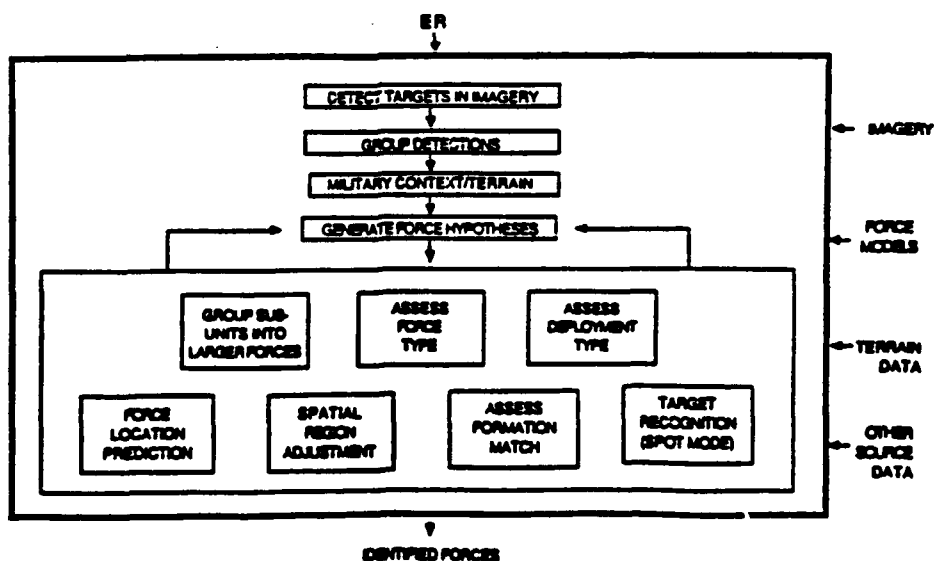 ER
DETECT TARGETS IN IMAGERY
GROUP DETECTIONS
MILITARY CONTEXT/TERRAIN
GENERATE FORCE HYPOTHESES
IMAGERY
FORCE
MODELS
TERRAIN
DATA
OTHER
SOURCE
DATA
GROUP SUB-
UNITS INTO
LARGER FORCES
ASSESS
FORCE
TYPE
ASSESS
DEPLOYMENT
TYPE
FORCE
LOCATION
PREDICTION
SPATIAL
REGION
ADJUSTMENT
ASSESS
FORMATION
MATCH
TARGET
RECOGNITION
(SPOT MODE)
IDENTIFIED FORCES